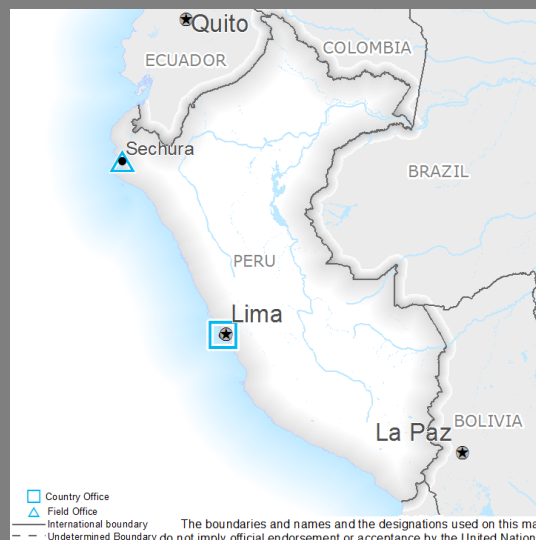 Quito
COLOMBIA
ECUADOR
Sechura
BRAZIL
PERU
Lima
La Paz
BOLIVIA
Country Office
Field Office
International boundary
Undetermined Boundary
The boundaries and names and the designations used on this ma
do not imply official endorsement or acceptance by the United Nation